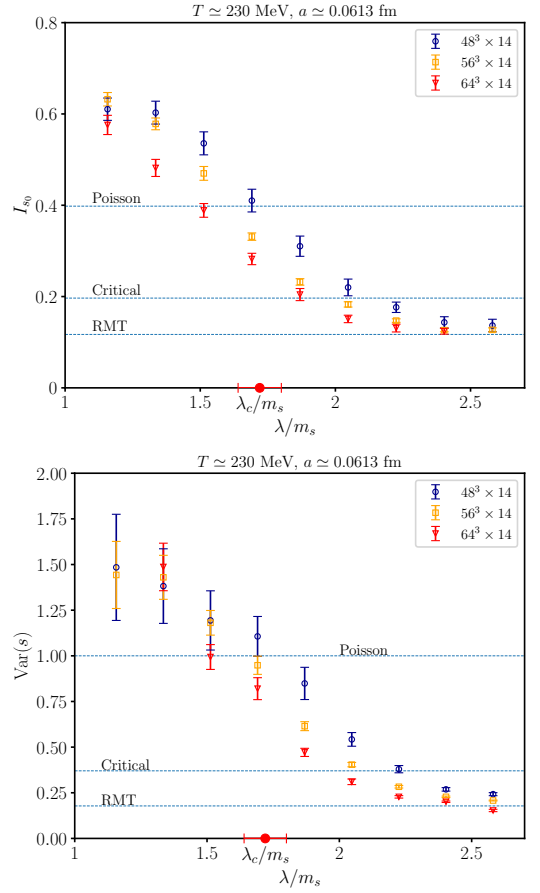 T ≃ 230 MeV, a ≃ 0.0613 fm
48³ × 14
56³ × 14
64³ × 14
0.8
0.6
0.4
0.2
0
I_{s_0}
Poisson
Critical
RMT
λ_c/m_s
1
1.5
2
2.5
λ/m_s
T ≃ 230 MeV, a ≃ 0.0613 fm
48³ × 14
56³ × 14
64³ × 14
2.00
1.75
1.50
1.25
1.00
0.75
0.50
0.25
0.00
Var(s)
Poisson
Critical
RMT
λ_c/m_s
1
1.5
2
2.5
λ/m_s